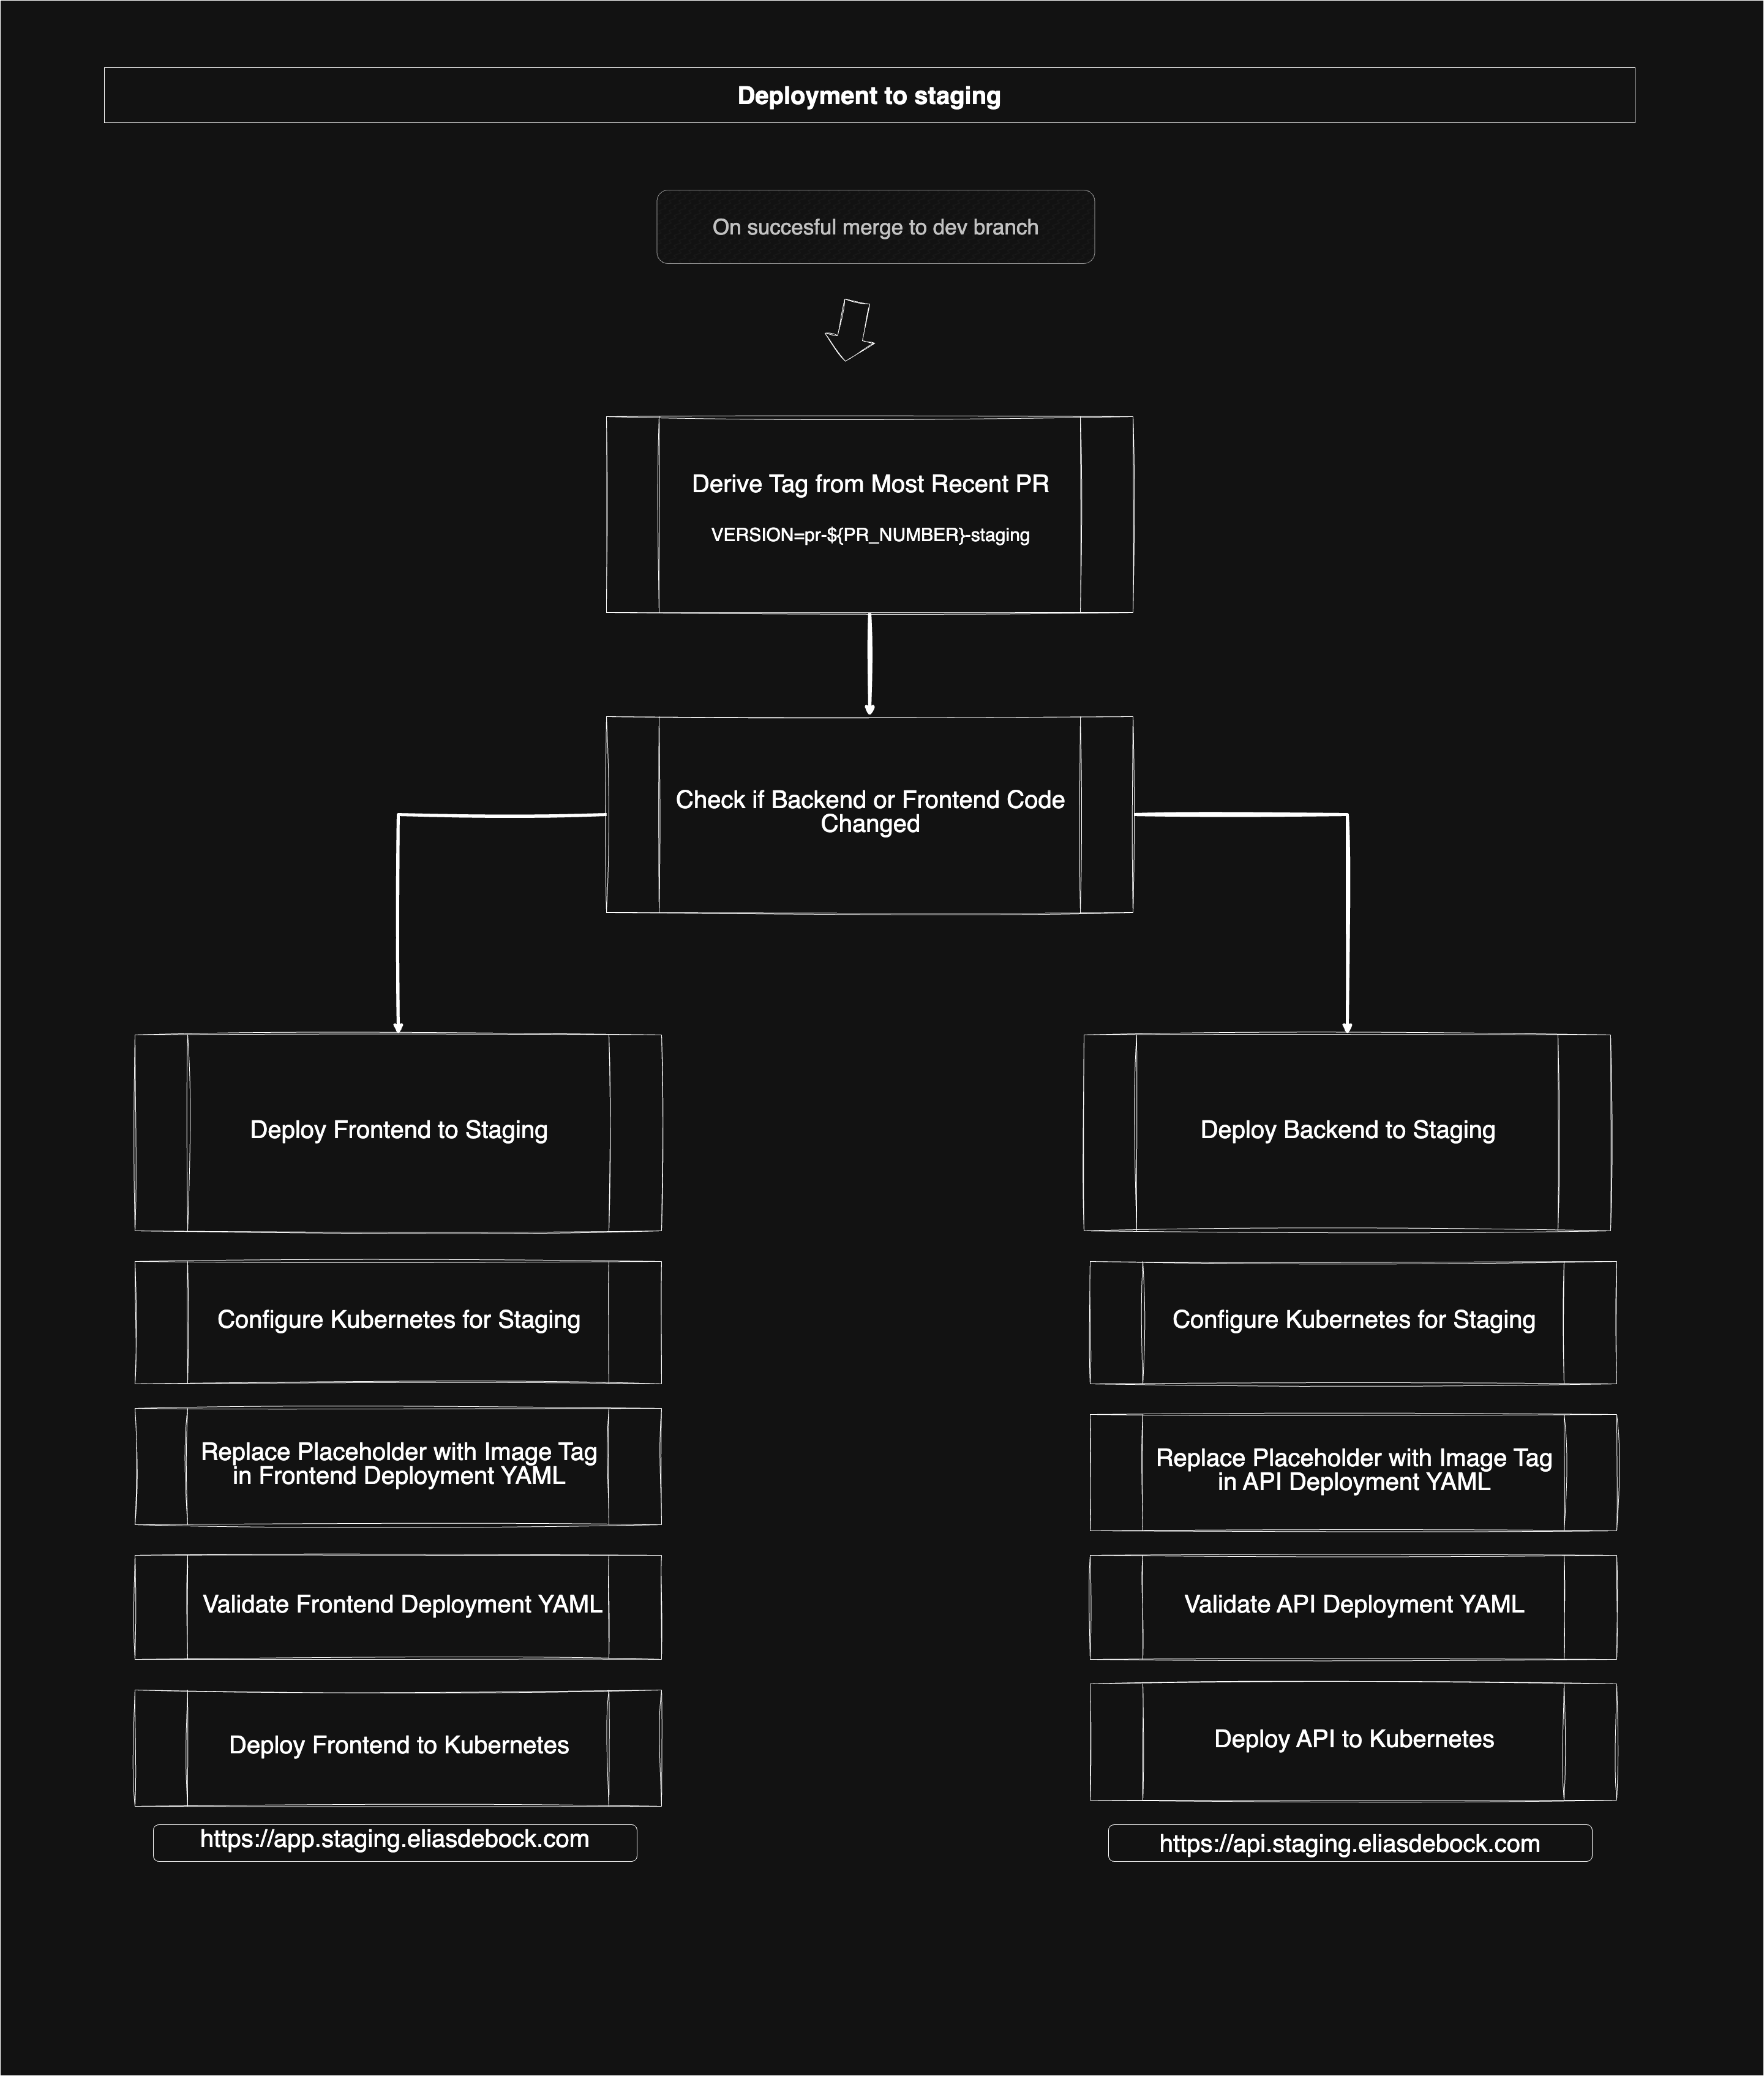 Deployment to staging
On succesful merge to dev branch
Derive Tag from Most Recent PR
VERSION=pr-${PR_NUMBER}-staging
Check if Backend or Frontend Code
Changed
Deploy Frontend to Staging
Configure Kubernetes for Staging
Replace Placeholder with Image Tag
in Frontend Deployment YAML
Validate Frontend Deployment YAML
Deploy Frontend to Kubernetes
https://app.staging.eliasdebock.com
Deploy Backend to Staging
Configure Kubernetes for Staging
Replace Placeholder with Image Tag
in API Deployment YAML
Validate API Deployment YAML
Deploy API to Kubernetes
https://api.staging.eliasdebock.com